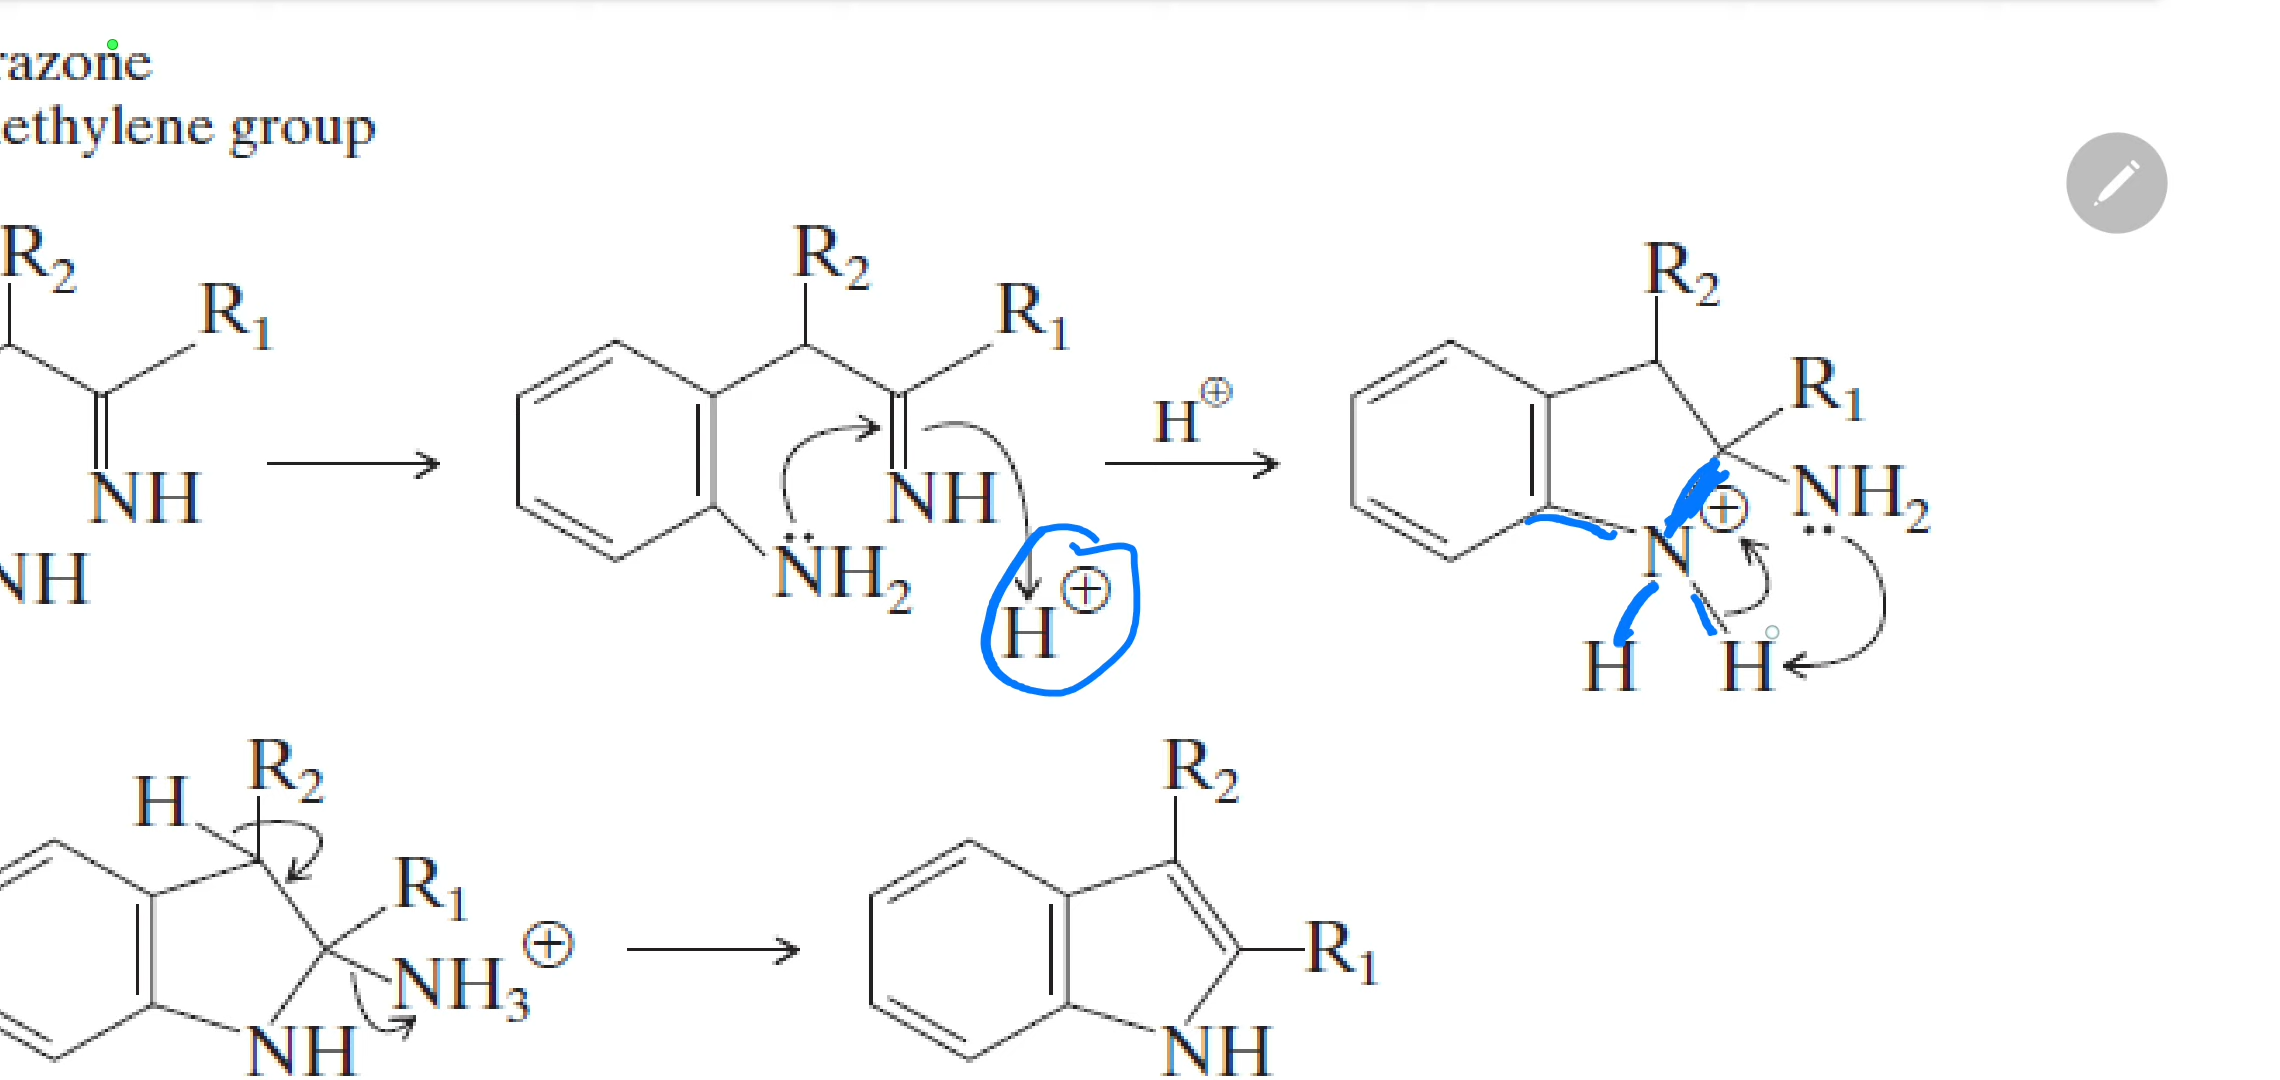 razone
ethylene group
R2 R1 NH NH
R2 R1 NH NH2 H⊕
H⊕
R2 R1 NH2 N⊕ H H
H R2 R1 NH3⊕ NH
R2 R1 NH